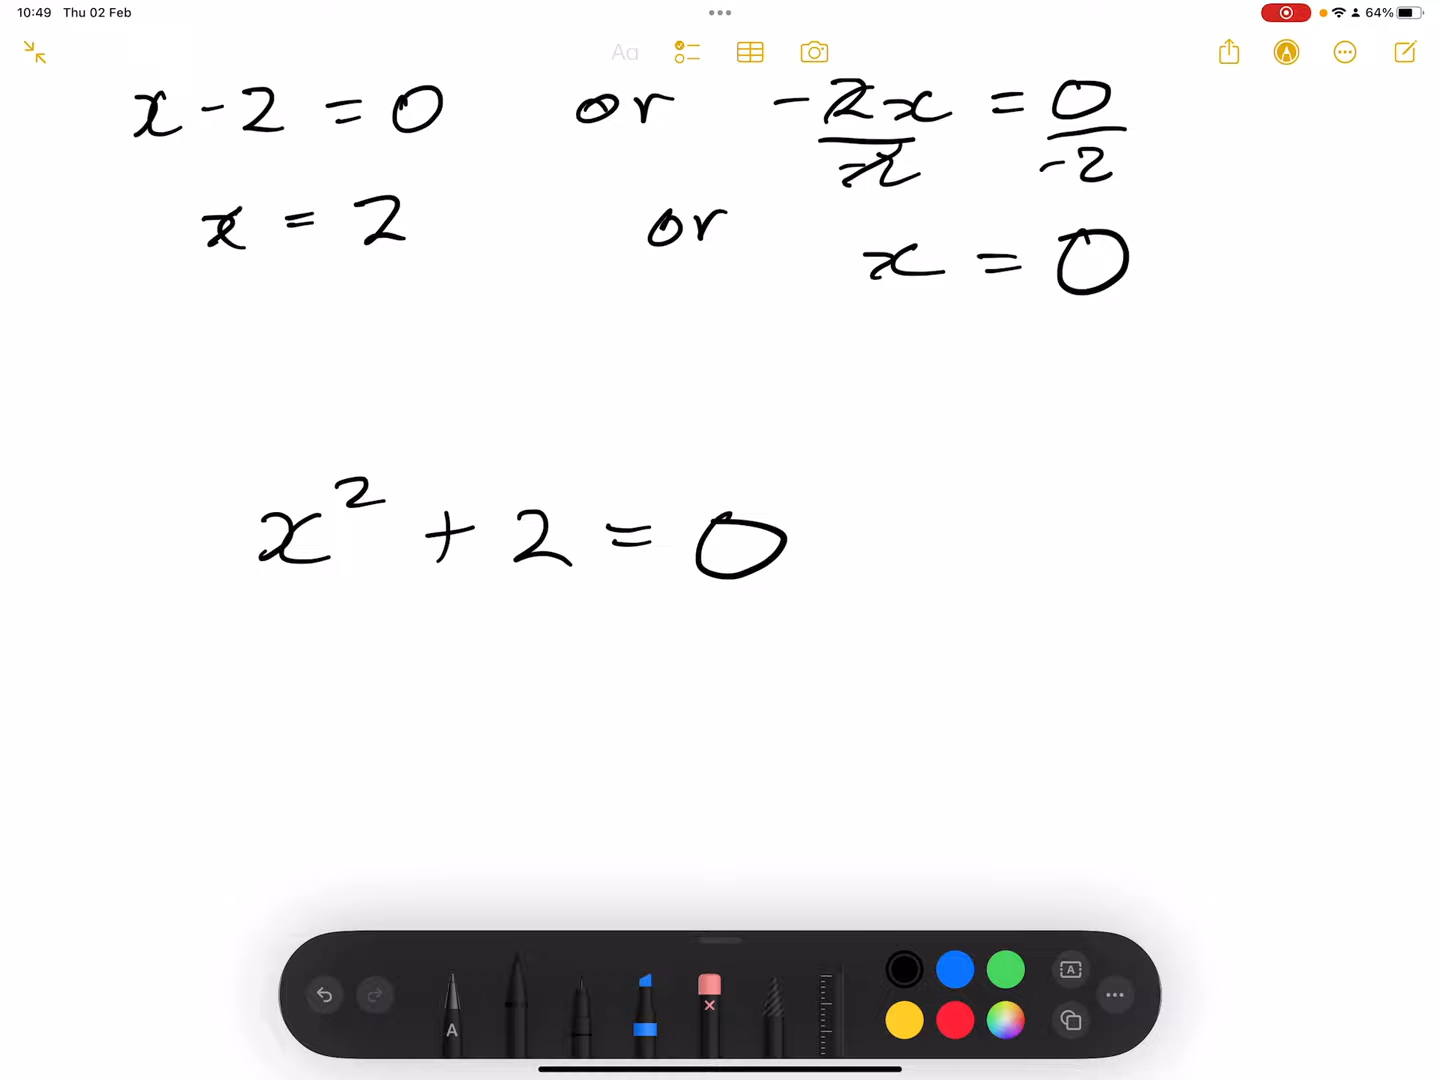 10:49 Thu 02 Feb 64%
Aa
x - 2 = 0 or -2x = 0
-2 -2
x = 2 or x = 0
x² + 2 = 0
A
A